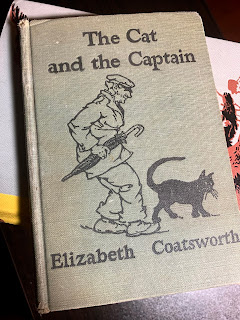 The Cat
and the Captain
Elizabeth Coatsworth